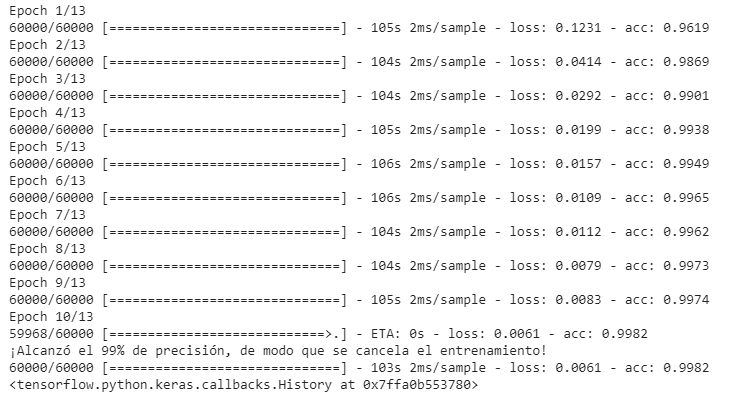 Epoch 1/13
60000/60000 [==============================] - 105s 2ms/sample - loss: 0.1231 - acc: 0.9619
Epoch 2/13
60000/60000 [==============================] - 104s 2ms/sample - loss: 0.0414 - acc: 0.9869
Epoch 3/13
60000/60000 [==============================] - 104s 2ms/sample - loss: 0.0292 - acc: 0.9901
Epoch 4/13
60000/60000 [==============================] - 105s 2ms/sample - loss: 0.0199 - acc: 0.9938
Epoch 5/13
60000/60000 [==============================] - 106s 2ms/sample - loss: 0.0157 - acc: 0.9949
Epoch 6/13
60000/60000 [==============================] - 106s 2ms/sample - loss: 0.0109 - acc: 0.9965
Epoch 7/13
60000/60000 [==============================] - 104s 2ms/sample - loss: 0.0112 - acc: 0.9962
Epoch 8/13
60000/60000 [==============================] - 104s 2ms/sample - loss: 0.0079 - acc: 0.9973
Epoch 9/13
60000/60000 [==============================] - 105s 2ms/sample - loss: 0.0083 - acc: 0.9974
Epoch 10/13
59968/60000 [============================>.] - ETA: 0s - loss: 0.0061 - acc: 0.9982
¡Alcanzó el 99% de precisión, de modo que se cancela el entrenamiento!
60000/60000 [==============================] - 103s 2ms/sample - loss: 0.0061 - acc: 0.9982
<tensorflow.python.keras.callbacks.History at 0x7ffa0b553780>